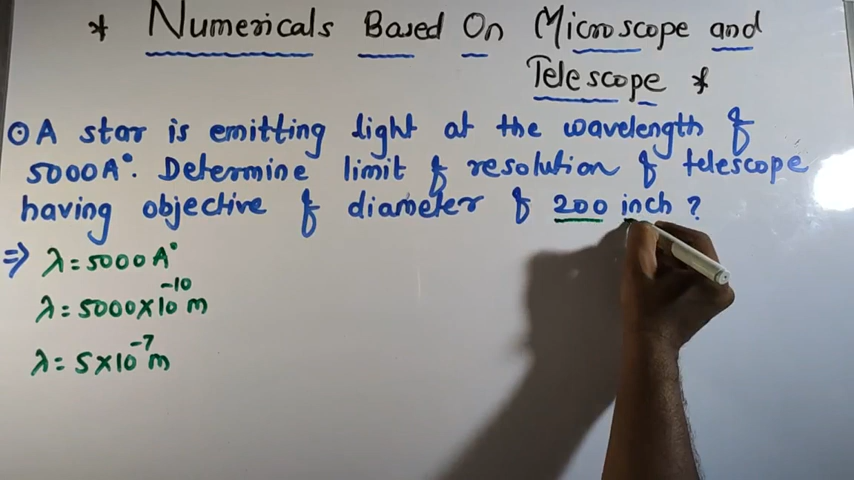 * Numericals Based On Microscope and
Telescope *
⊙ A star is emitting light at the wavelength of
5000A°. Determine limit of resolution of telescope
having objective of diameter of 200 inch ?
⇒ λ = 5000 A°
λ = 5000×10⁻¹⁰ m
λ = 5×10⁻⁷ m